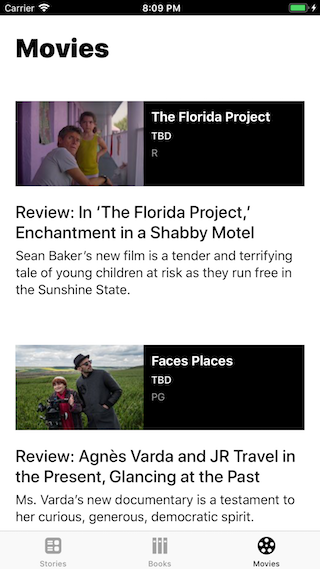 Carrier 8:09 PM
Movies
The Florida Project
TBD
R
Review: In ‘The Florida Project,’
Enchantment in a Shabby Motel
Sean Baker’s new film is a tender and terrifying
tale of young children at risk as they run free in
the Sunshine State.
Faces Places
TBD
PG
Review: Agnès Varda and JR Travel in
the Present, Glancing at the Past
Ms. Varda’s new documentary is a testament to
her curious, generous, democratic spirit.
Stories Books Movies